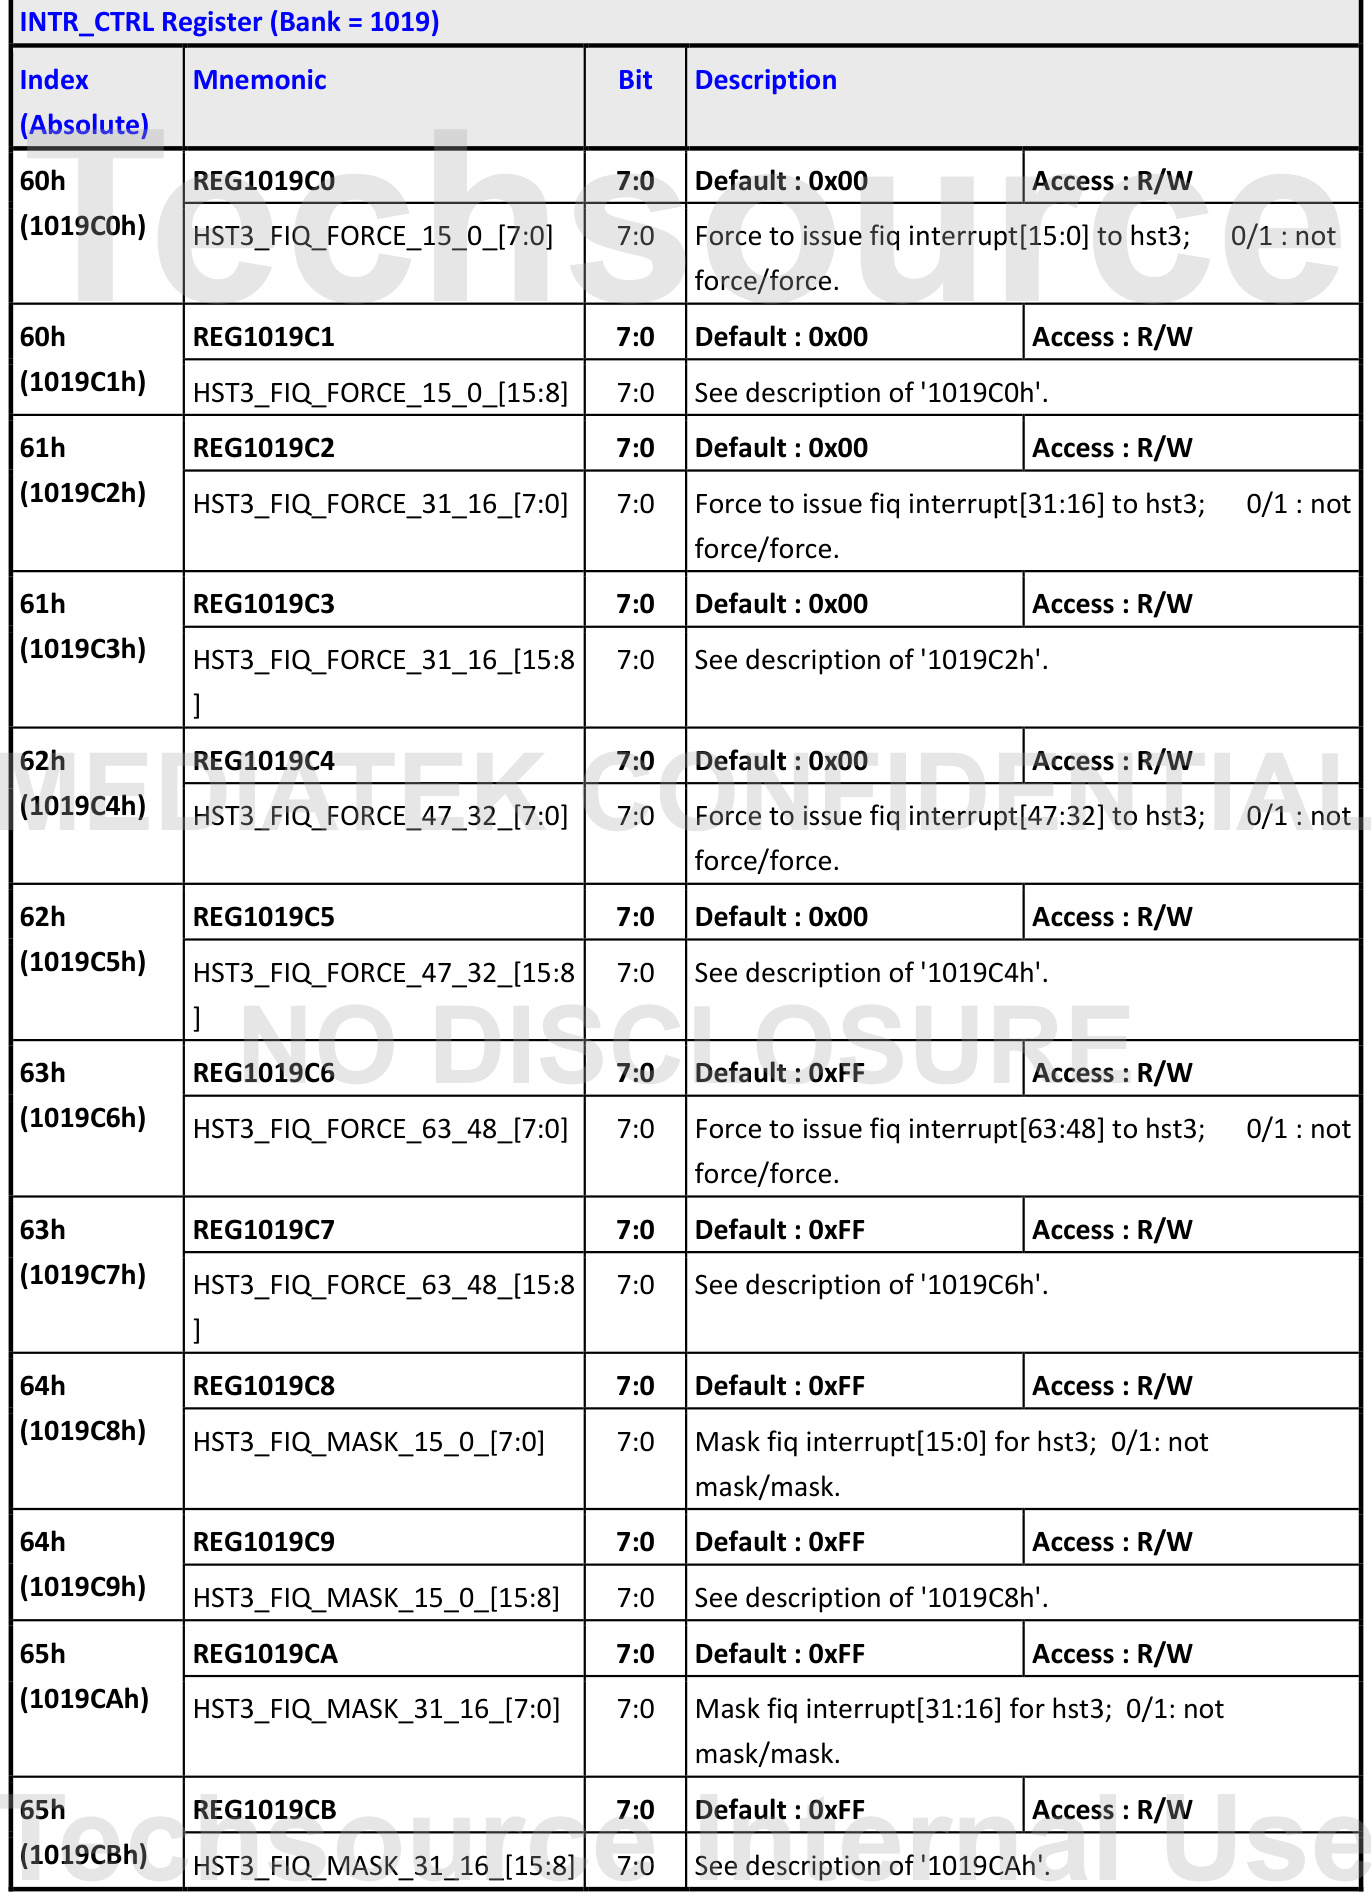 INTR_CTRL Register (Bank = 1019)
Index (Absolute) Mnemonic Bit Description
60h (1019C0h) REG1019C0 7:0 Default : 0x00 Access : R/W
HST3_FIQ_FORCE_15_0_[7:0] 7:0 Force to issue fiq interrupt[15:0] to hst3; 0/1 : not
force/force.
60h (1019C1h) REG1019C1 7:0 Default : 0x00 Access : R/W
HST3_FIQ_FORCE_15_0_[15:8] 7:0 See description of '1019C0h'.
61h (1019C2h) REG1019C2 7:0 Default : 0x00 Access : R/W
HST3_FIQ_FORCE_31_16_[7:0] 7:0 Force to issue fiq interrupt[31:16] to hst3; 0/1 : not
force/force.
61h (1019C3h) REG1019C3 7:0 Default : 0x00 Access : R/W
HST3_FIQ_FORCE_31_16_[15:8 7:0 See description of '1019C2h'.
]
62h (1019C4h) REG1019C4 7:0 Default : 0x00 Access : R/W
HST3_FIQ_FORCE_47_32_[7:0] 7:0 Force to issue fiq interrupt[47:32] to hst3; 0/1 : not
force/force.
62h (1019C5h) REG1019C5 7:0 Default : 0x00 Access : R/W
HST3_FIQ_FORCE_47_32_[15:8 7:0 See description of '1019C4h'.
]
63h (1019C6h) REG1019C6 7:0 Default : 0xFF Access : R/W
HST3_FIQ_FORCE_63_48_[7:0] 7:0 Force to issue fiq interrupt[63:48] to hst3; 0/1 : not
force/force.
63h (1019C7h) REG1019C7 7:0 Default : 0xFF Access : R/W
HST3_FIQ_FORCE_63_48_[15:8 7:0 See description of '1019C6h'.
]
64h (1019C8h) REG1019C8 7:0 Default : 0xFF Access : R/W
HST3_FIQ_MASK_15_0_[7:0] 7:0 Mask fiq interrupt[15:0] for hst3; 0/1: not
mask/mask.
64h (1019C9h) REG1019C9 7:0 Default : 0xFF Access : R/W
HST3_FIQ_MASK_15_0_[15:8] 7:0 See description of '1019C8h'.
65h (1019CAh) REG1019CA 7:0 Default : 0xFF Access : R/W
HST3_FIQ_MASK_31_16_[7:0] 7:0 Mask fiq interrupt[31:16] for hst3; 0/1: not
mask/mask.
65h (1019CBh) REG1019CB 7:0 Default : 0xFF Access : R/W
HST3_FIQ_MASK_31_16_[15:8] 7:0 See description of '1019CAh'.
Techsource
MEDIATEK CONFIDENTIAL
NO DISCLOSURE
Techsource Internal Use